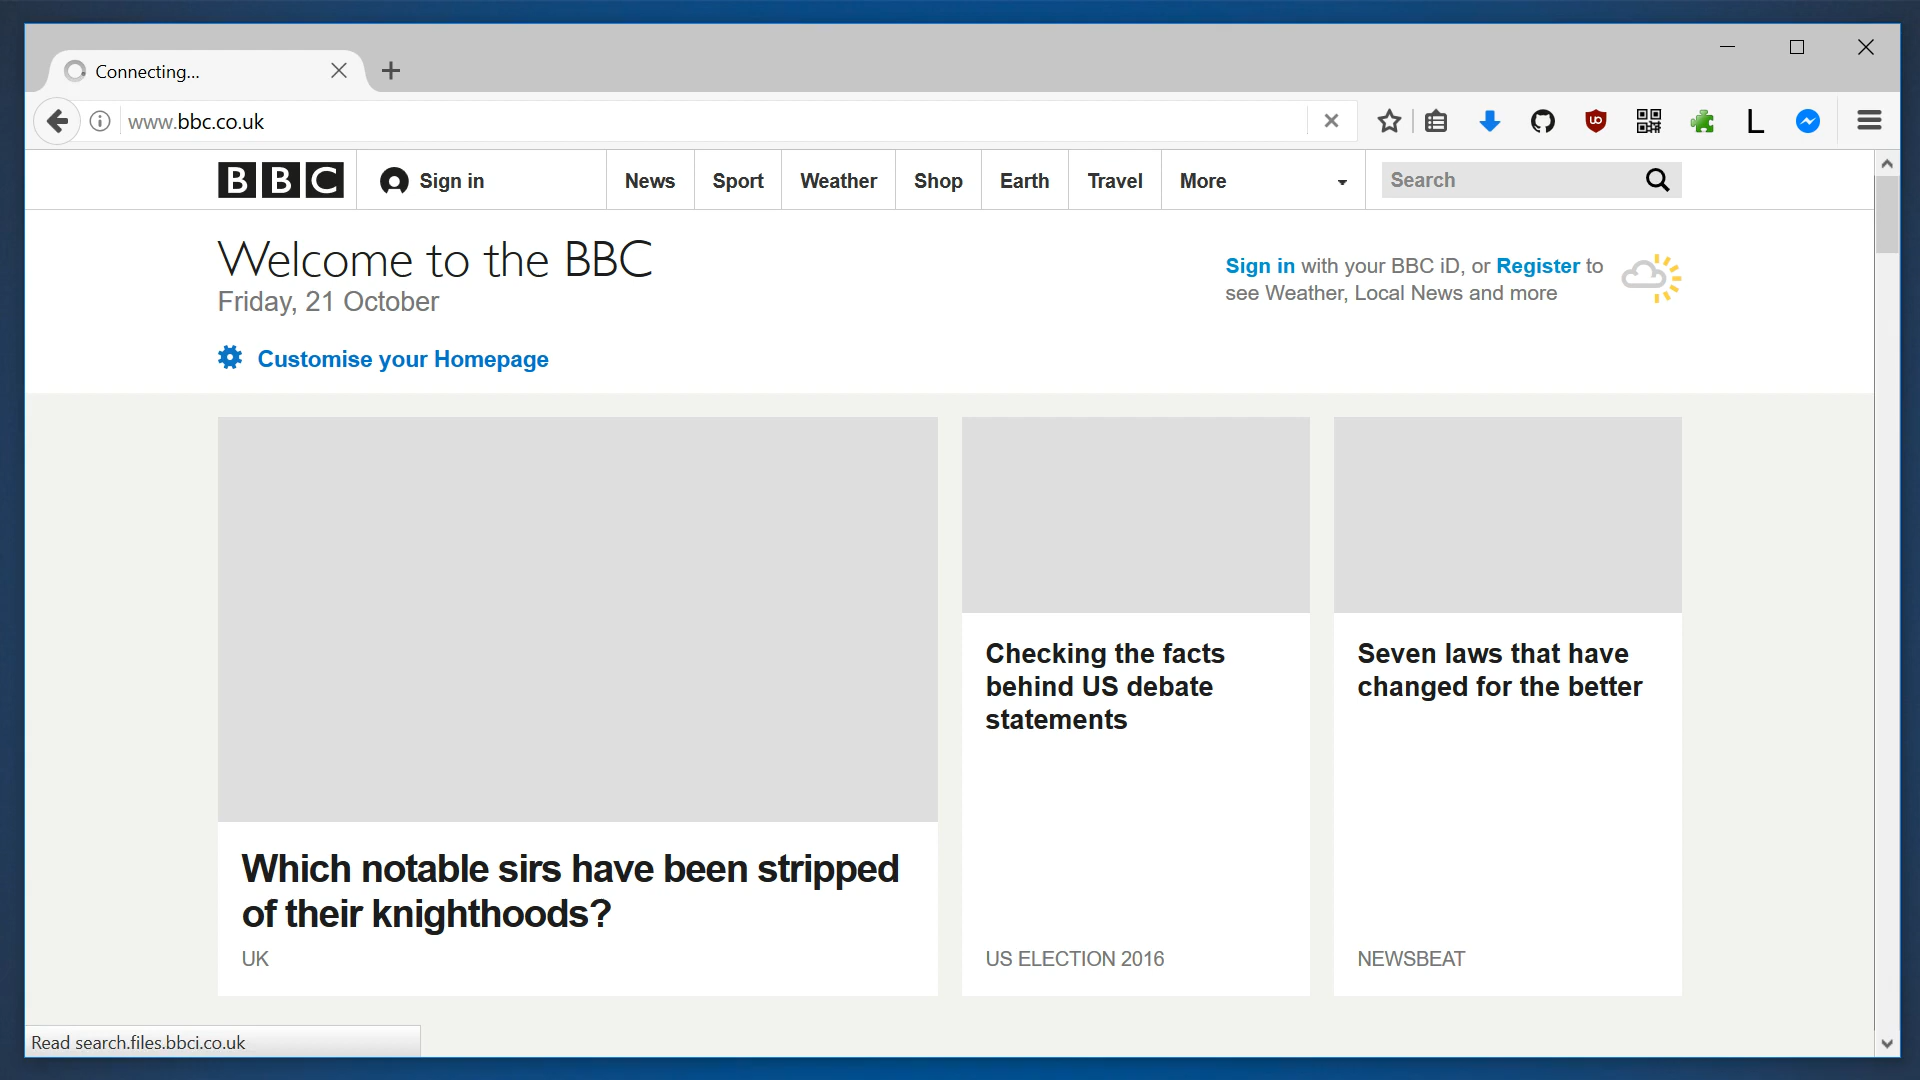 Connecting...
www.bbc.co.uk
L
BBC
Sign in
News
Sport
Weather
Shop
Earth
Travel
More
Search
Welcome to the BBC
Friday, 21 October
Sign in with your BBC iD, or Register to
see Weather, Local News and more
Customise your Homepage
Which notable sirs have been stripped
of their knighthoods?
UK
Checking the facts
behind US debate
statements
US ELECTION 2016
Seven laws that have
changed for the better
NEWSBEAT
Read search.files.bbci.co.uk